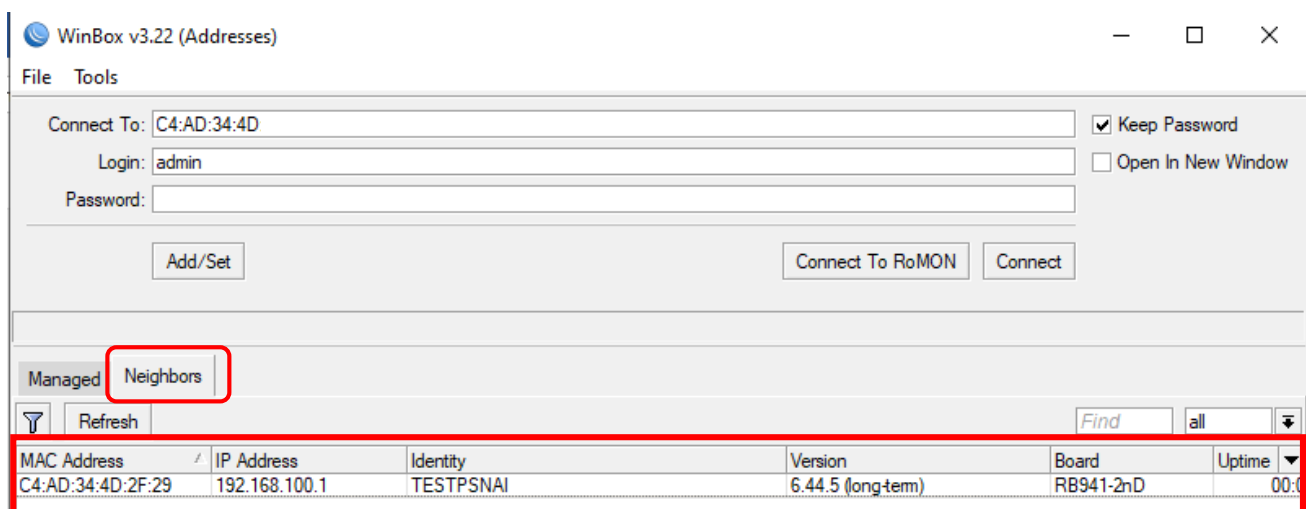 WinBox v3.22 (Addresses)
File Tools
Connect To: C4:AD:34:4D
Keep Password
Login: admin
Open In New Window
Password:
Add/Set
Connect To RoMON
Connect
Managed
Neighbors
Refresh
Find
all
MAC Address IP Address Identity Version Board Uptime
C4:AD:34:4D:2F:29 192.168.100.1 TESTPSNAI 6.44.5 (long-term) RB941-2nD